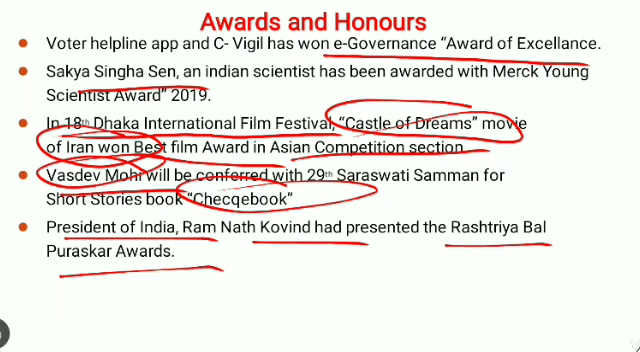 Awards and Honours
• Voter helpline app and C- Vigil has won e-Governance “Award of Excellance.
• Sakya Singha Sen, an indian scientist has been awarded with Merck Young
Scientist Award” 2019.
• In 18th Dhaka International Film Festival, “Castle of Dreams” movie
of Iran won Best film Award in Asian Competition section
• Vasdev Mohi will be conferred with 29th Saraswati Samman for
Short Stories book “Checqebook”
• President of India, Ram Nath Kovind had presented the Rashtriya Bal
Puraskar Awards.